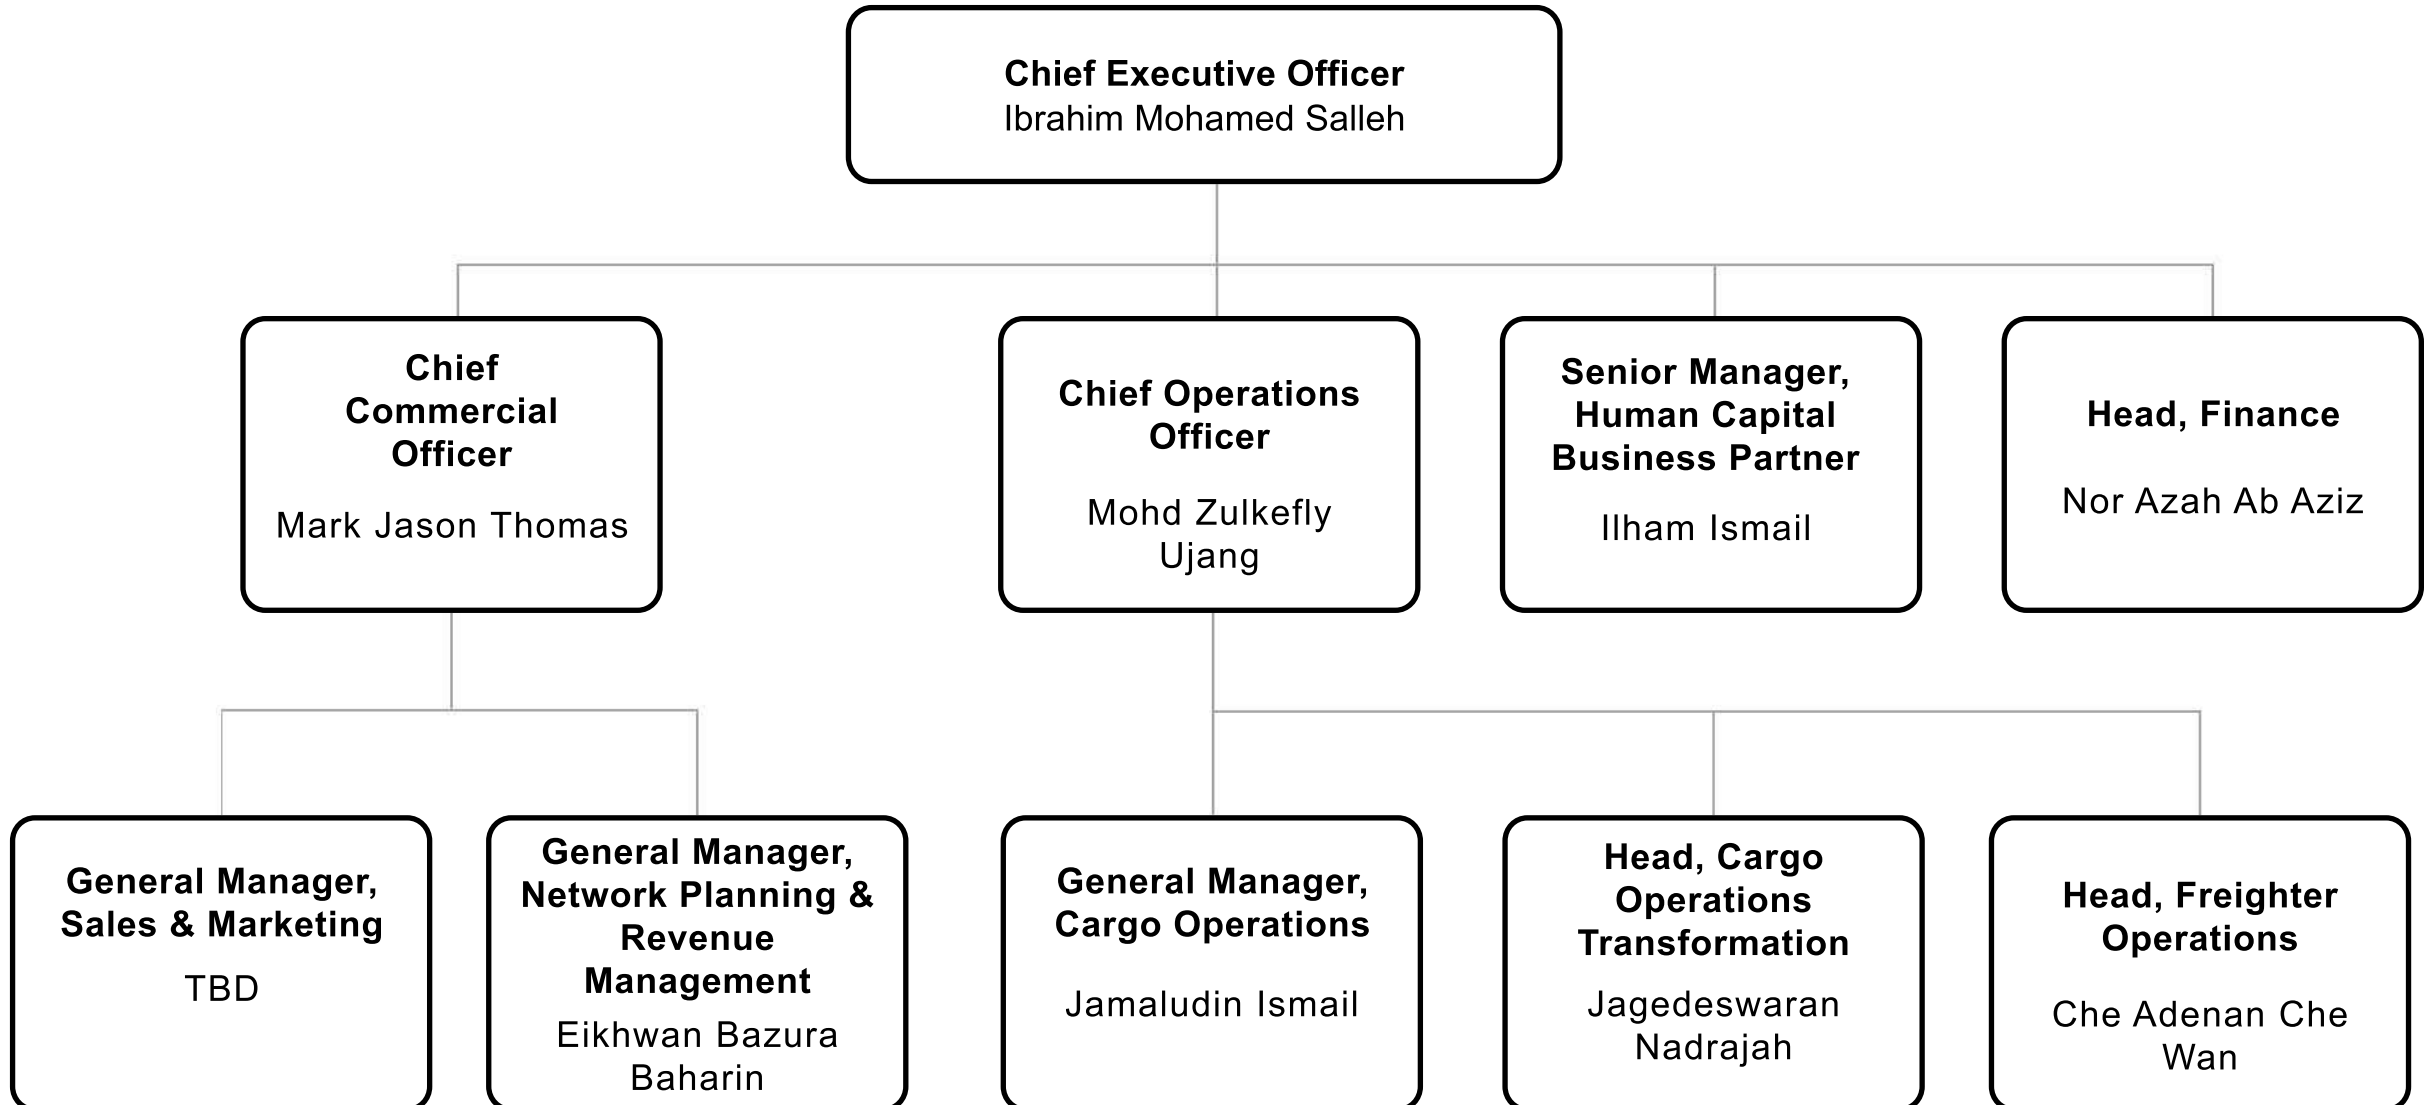 Chief Executive Officer
Ibrahim Mohamed Salleh
Chief
Commercial
Officer
Mark Jason Thomas
Chief Operations
Officer
Mohd Zulkefly
Ujang
Senior Manager,
Human Capital
Business Partner
Ilham Ismail
Head, Finance
Nor Azah Ab Aziz
General Manager,
Sales & Marketing
TBD
General Manager,
Network Planning &
Revenue
Management
Eikhwan Bazura
Baharin
General Manager,
Cargo Operations
Jamaludin Ismail
Head, Cargo
Operations
Transformation
Jagedeswaran
Nadrajah
Head, Freighter
Operations
Che Adenan Che
Wan